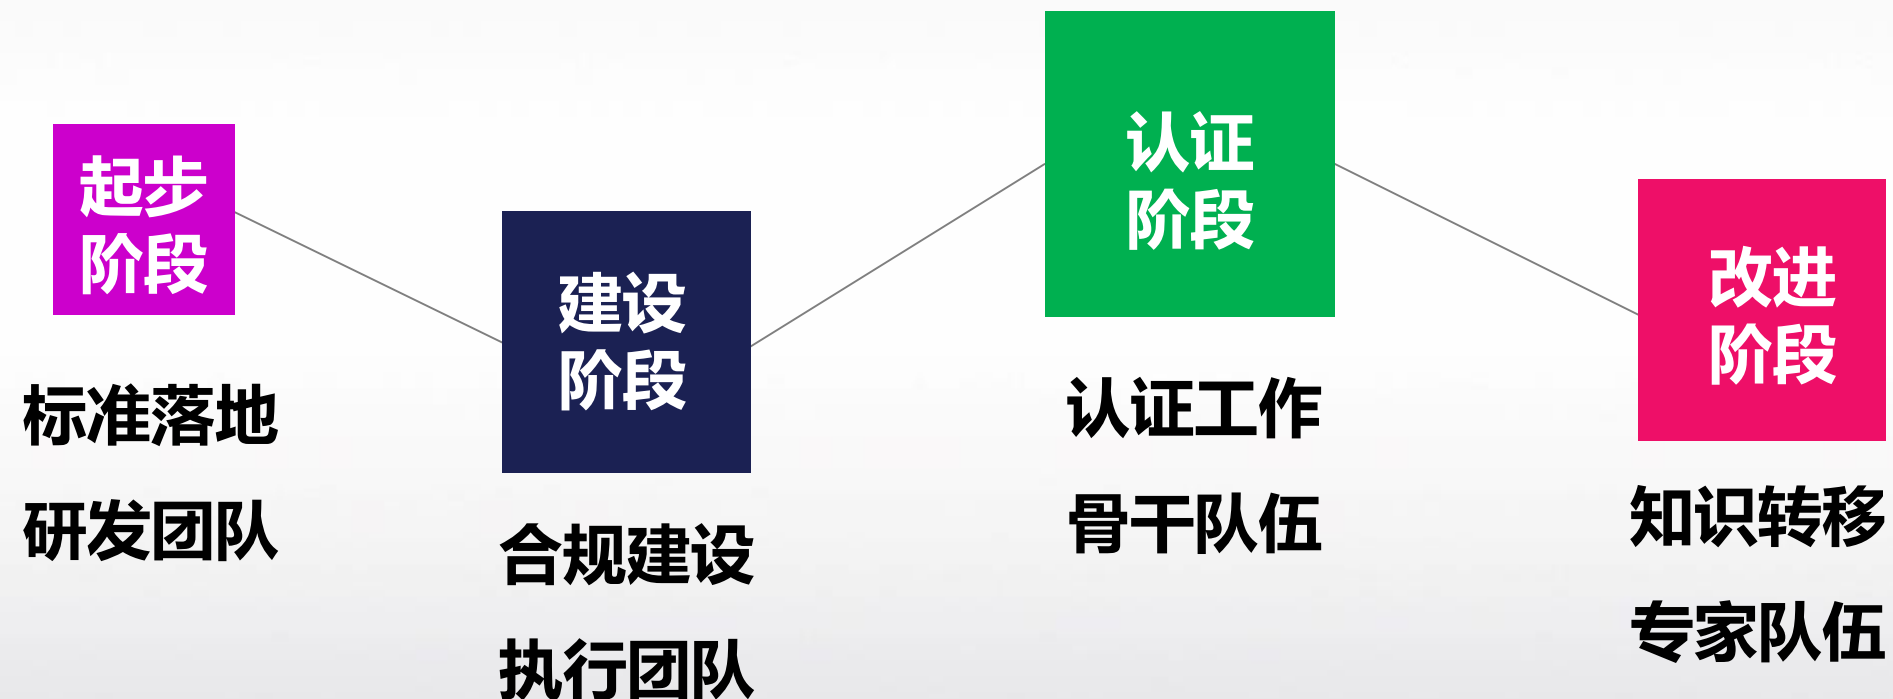 起步
阶段
标准落地
研发团队
建设
阶段
合规建设
执行团队
认证
阶段
认证工作
骨干队伍
改进
阶段
知识转移
专家队伍